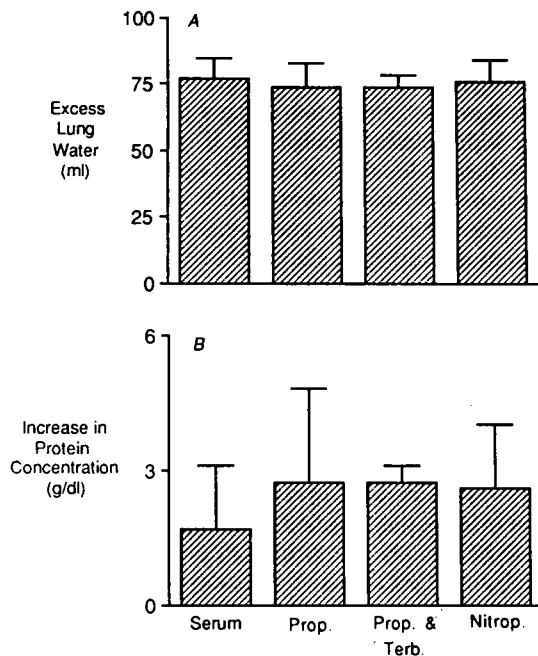 A
100
75
50
25
0
Excess
Lung
Water
(ml)
B
6
3
0
Increase in
Protein
Concentration
(g/dl)
Serum
Prop.
Prop. &
Terb.
Nitrop.